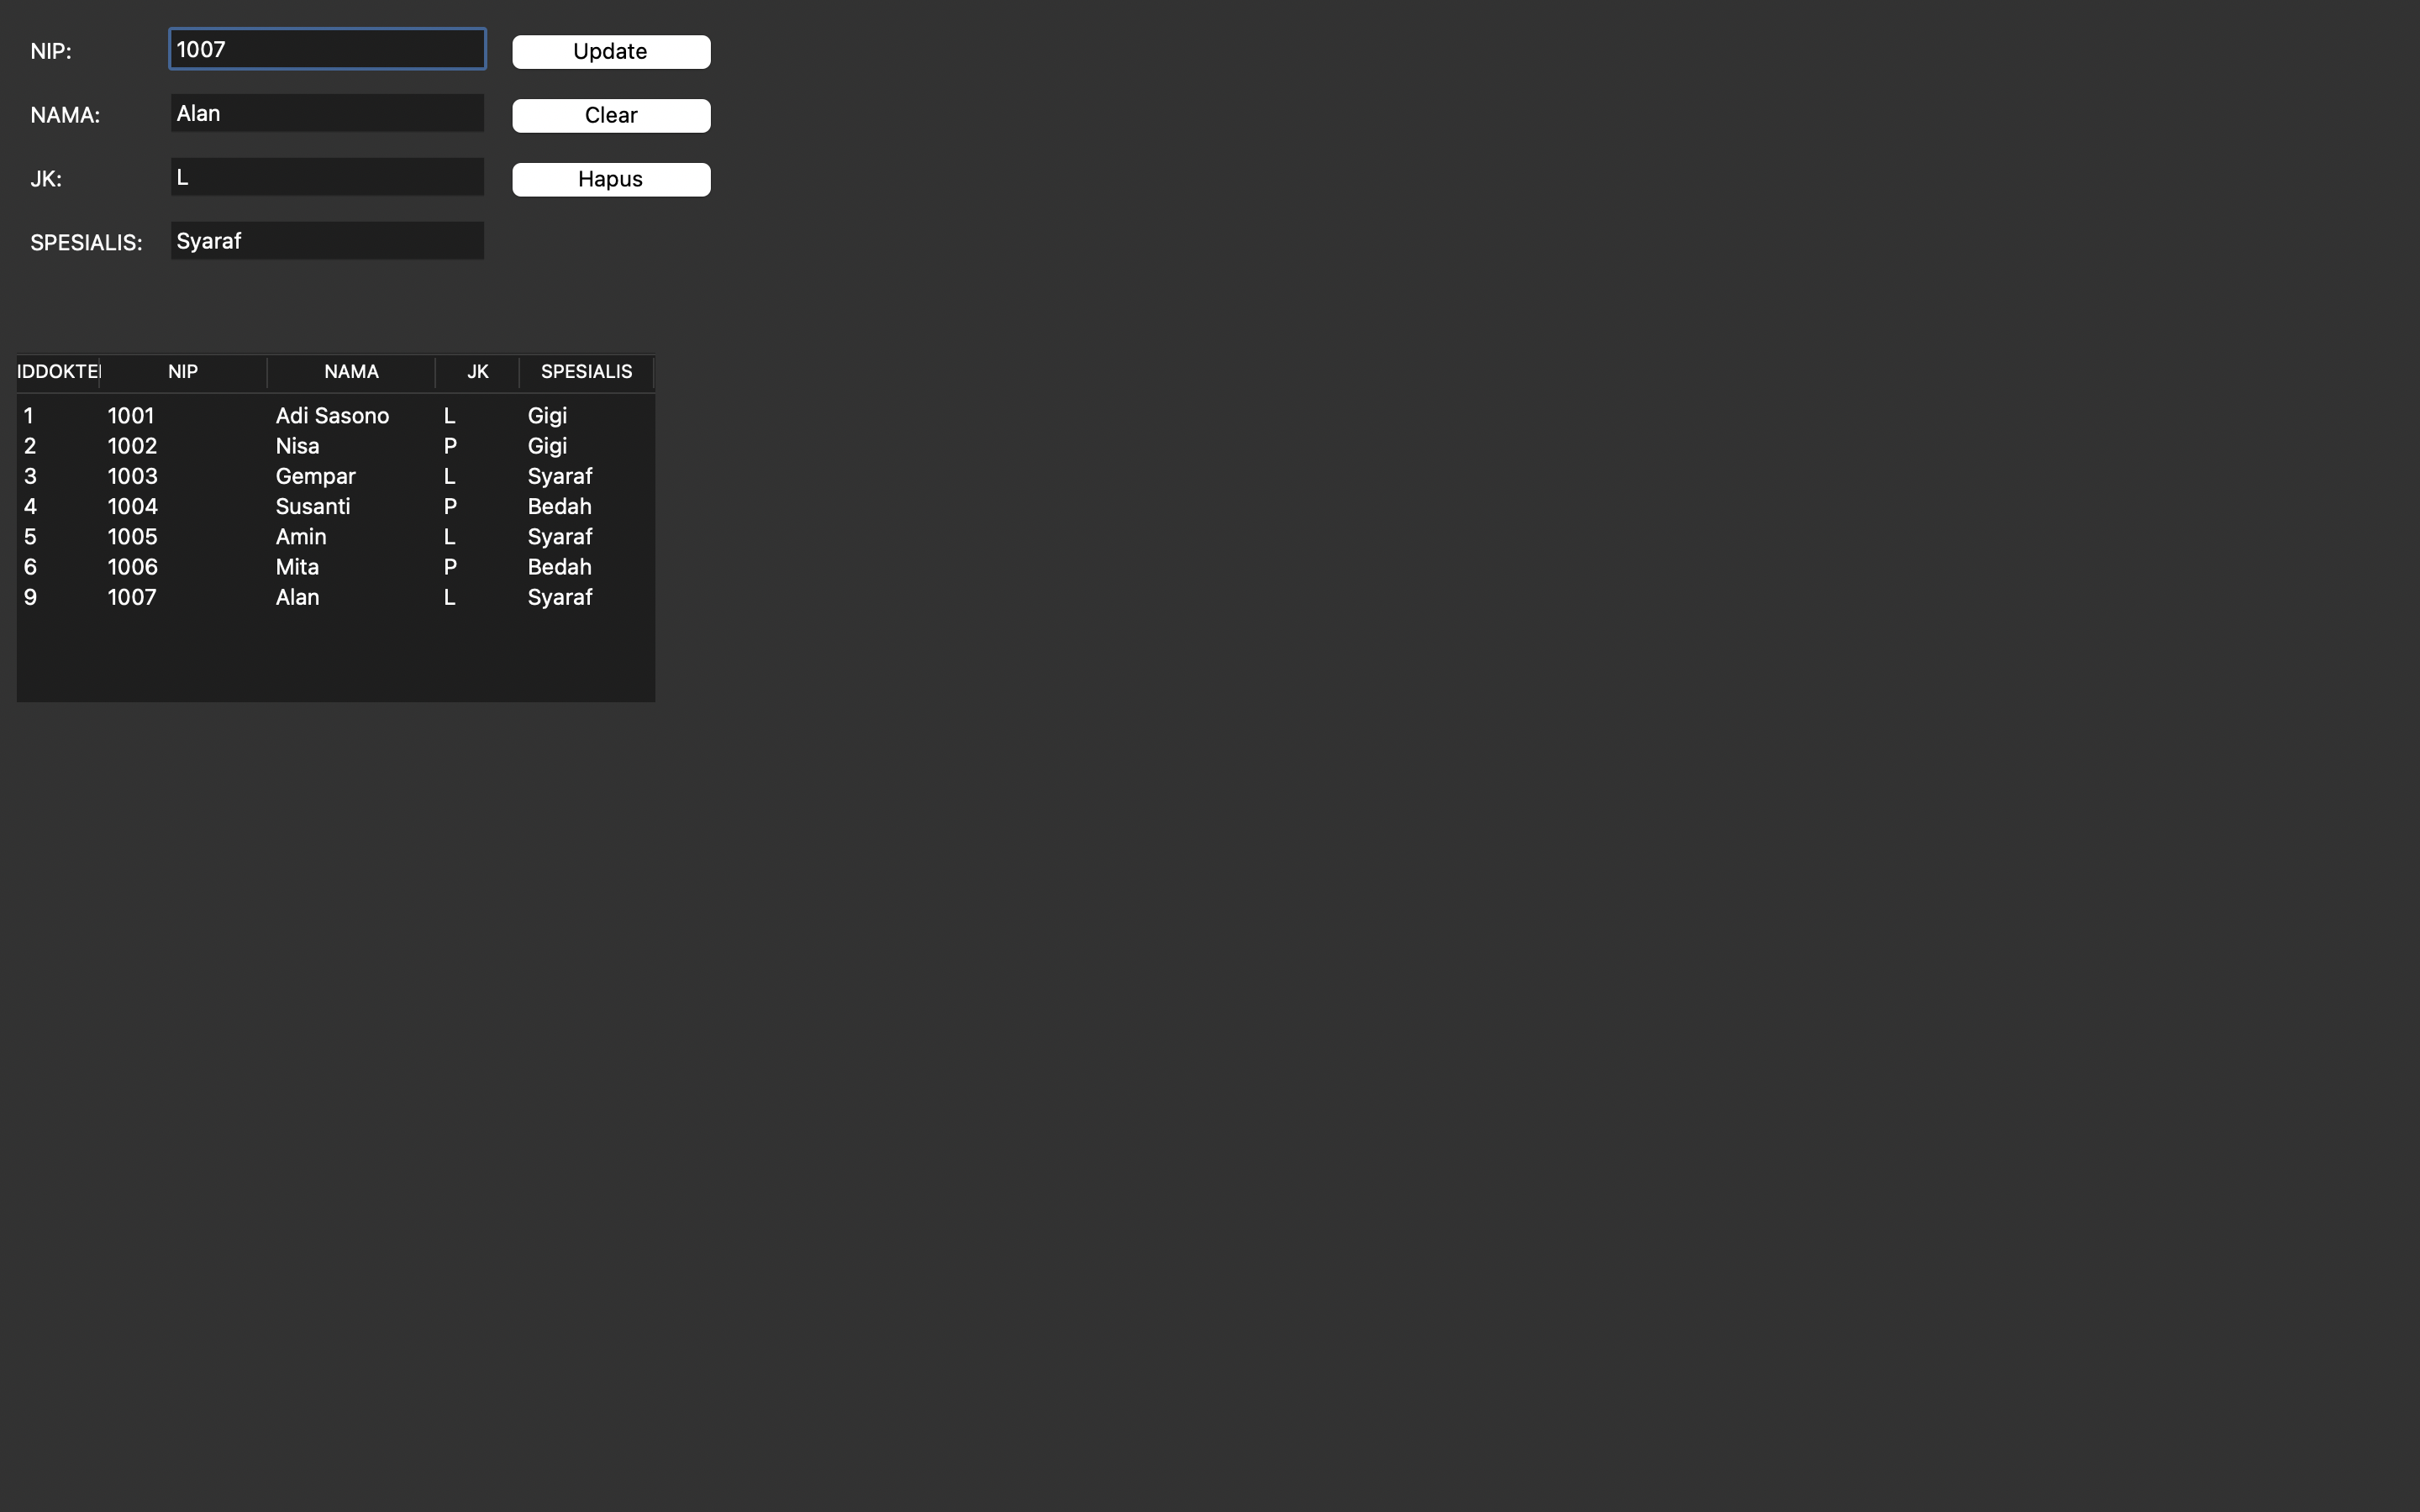 NIP: 1007 Update
NAMA: Alan Clear
JK: L Hapus
SPESIALIS: Syaraf
IDDOKTE NIP NAMA JK SPESIALIS
1 1001 Adi Sasono L Gigi
2 1002 Nisa P Gigi
3 1003 Gempar L Syaraf
4 1004 Susanti P Bedah
5 1005 Amin L Syaraf
6 1006 Mita P Bedah
9 1007 Alan L Syaraf